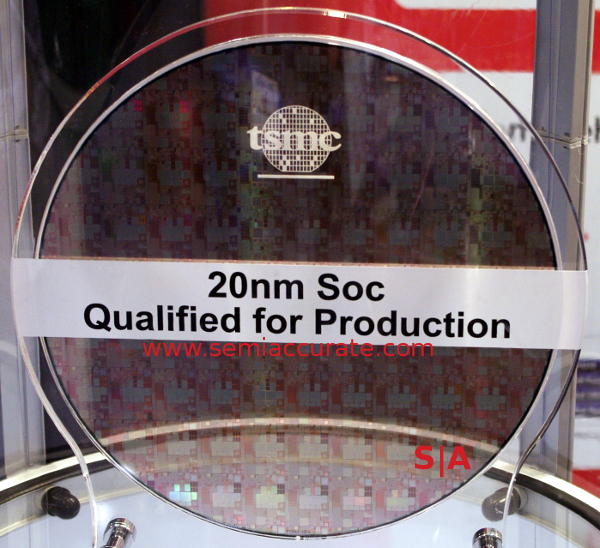 tsmc
20nm Soc
Qualified for Production
www.semiaccurate.com
S|A